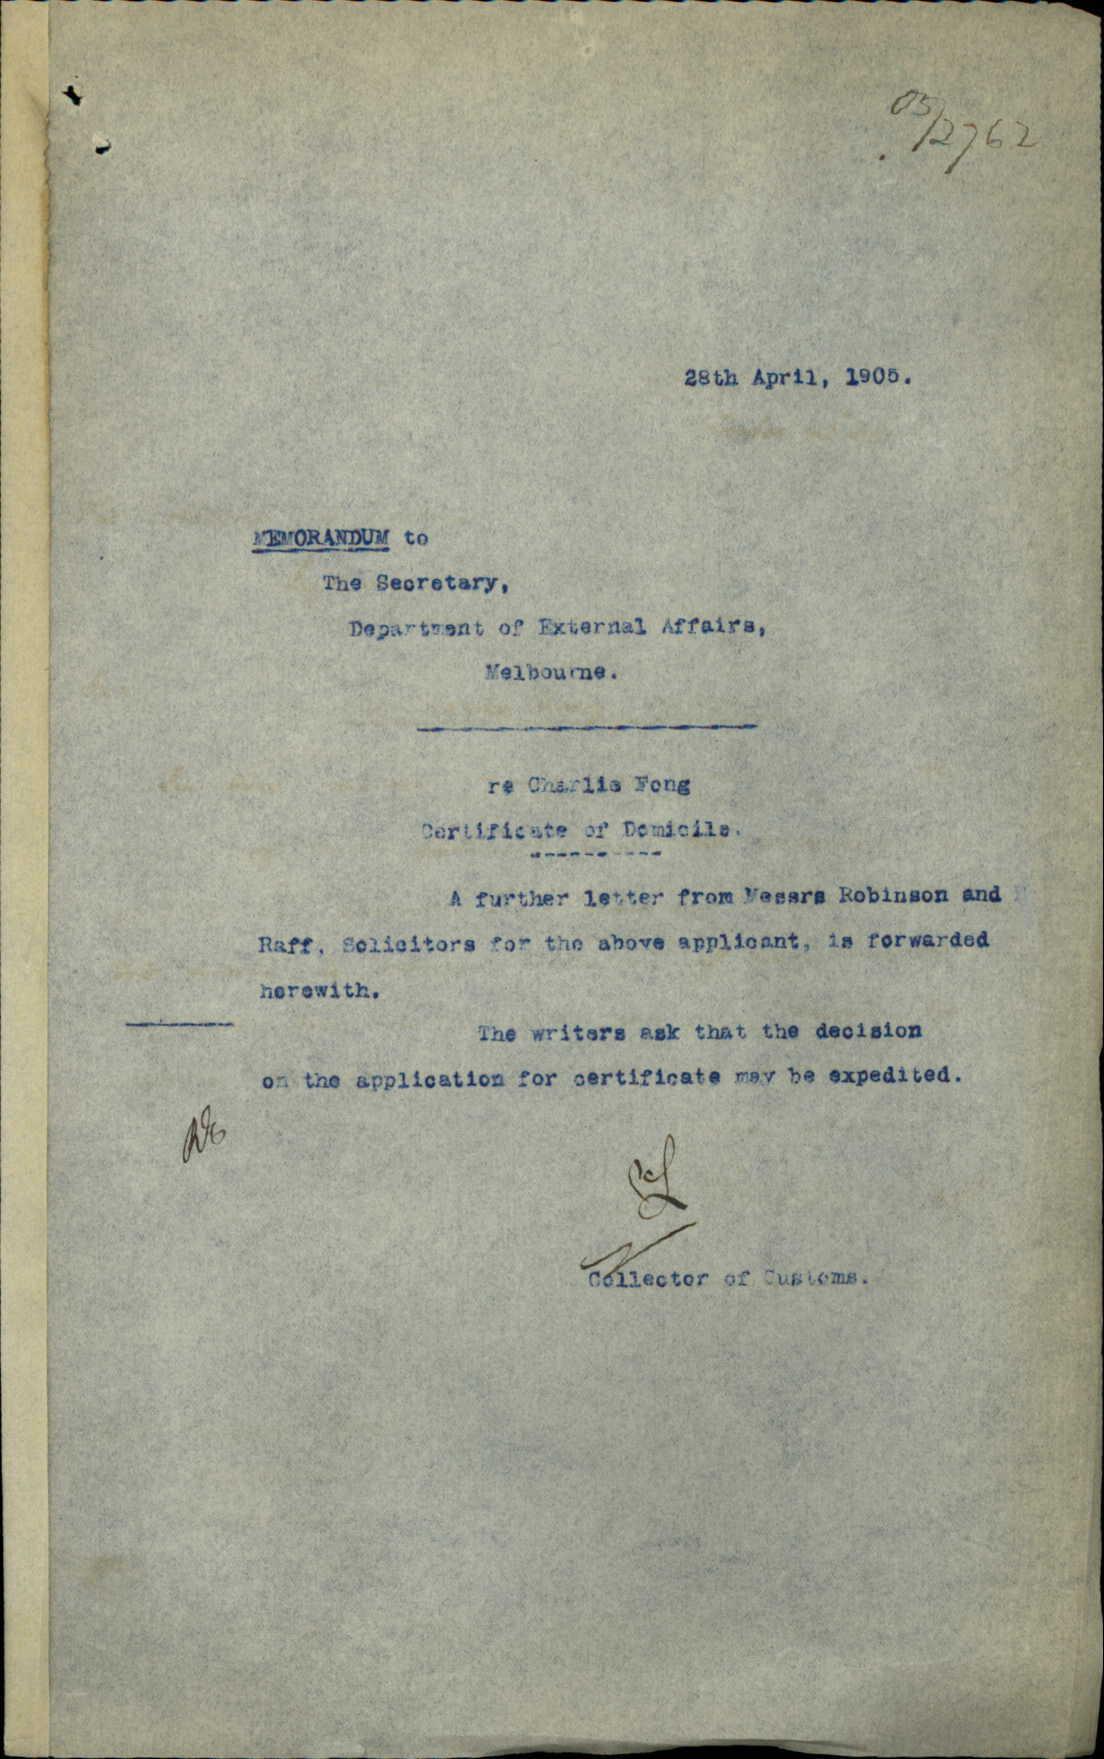 05/2762
28th April, 1905.
MEMORANDUM to
The Secretary,
Department of External Affairs,
Melbourne.
re Charlie Fong
Certificate of Domicile.
A further letter from Messrs Robinson and
Raff, Solicitors for the above applicant, is forwarded
herewith.
The writers ask that the decision
on the application for certificate may be expedited.
Collector of Customs.